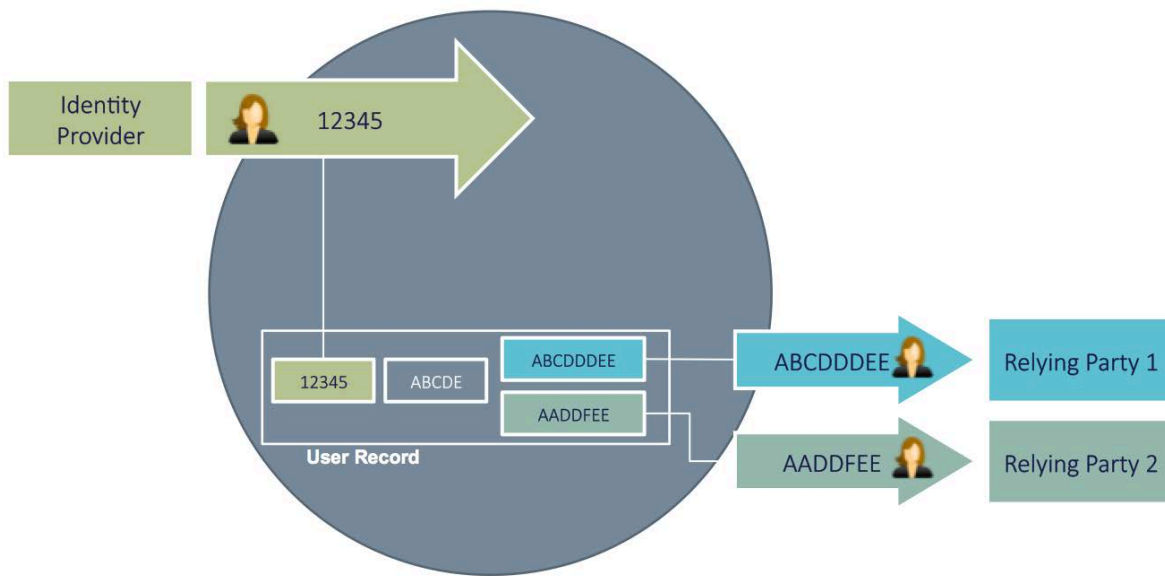 Identity
Provider
12345
12345
ABCDE
ABCDDDEE
AADDFEE
User Record
ABCDDDEE
Relying Party 1
AADDFEE
Relying Party 2